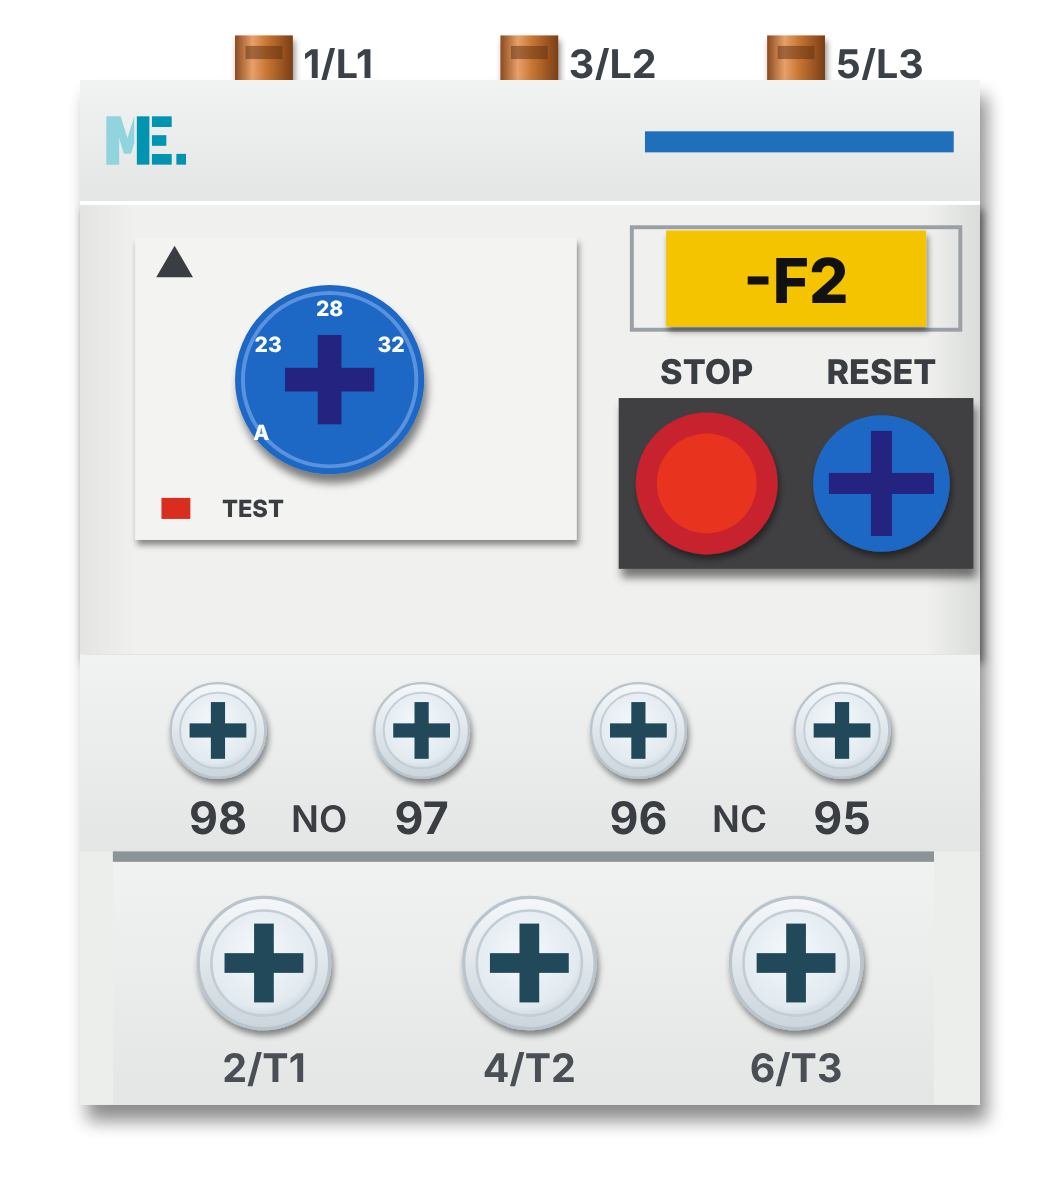 1/L1 3/L2 5/L3
ME.
-F2
STOP RESET
28
23 32
A
TEST
98 NO 97 96 NC 95
2/T1 4/T2 6/T3